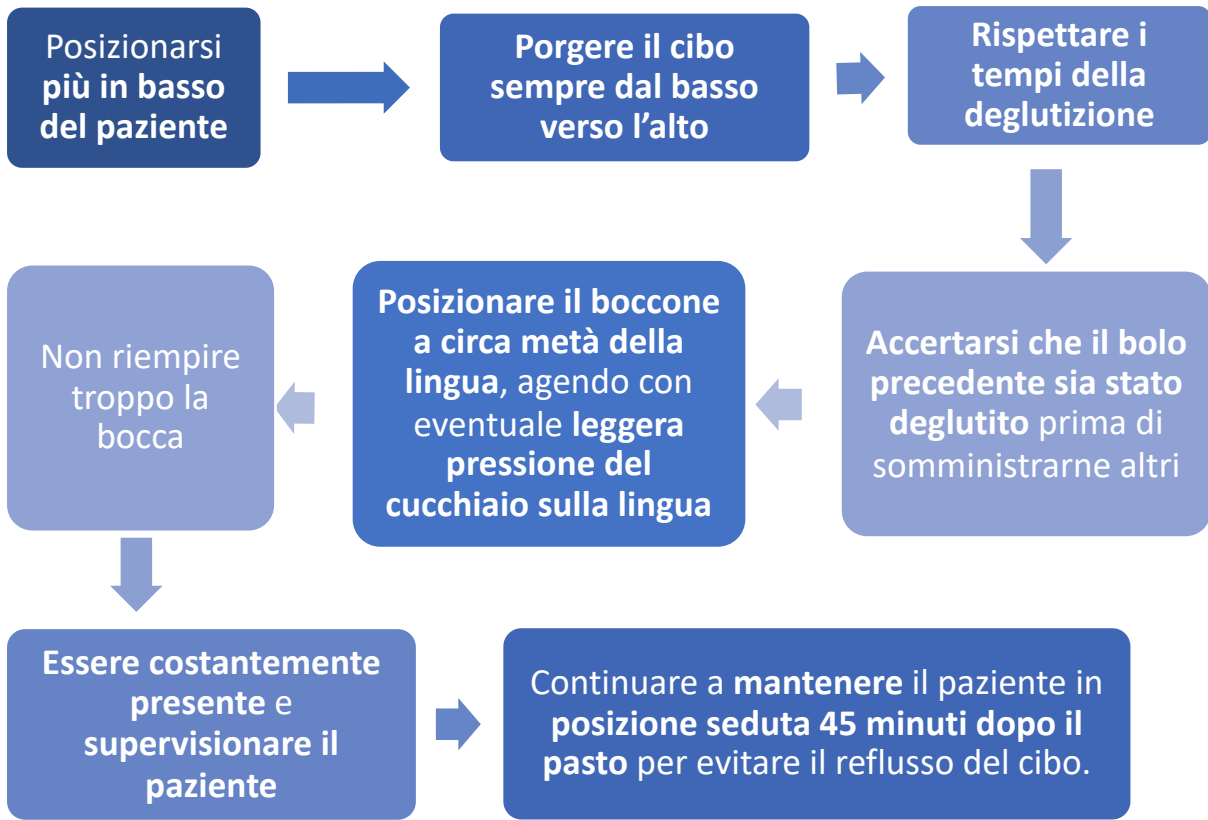 Posizionarsi
più in basso
del paziente
Porgere il cibo
sempre dal basso
verso l’alto
Rispettare i
tempi della
deglutizione
Accertarsi che il bolo
precedente sia stato
deglutito prima di
somministrarne altri
Posizionare il boccone
a circa metà della
lingua, agendo con
eventuale leggera
pressione del
cucchiaio sulla lingua
Non riempire
troppo la
bocca
Essere costantemente
presente e
supervisionare il
paziente
Continuare a mantenere il paziente in
posizione seduta 45 minuti dopo il
pasto per evitare il reflusso del cibo.